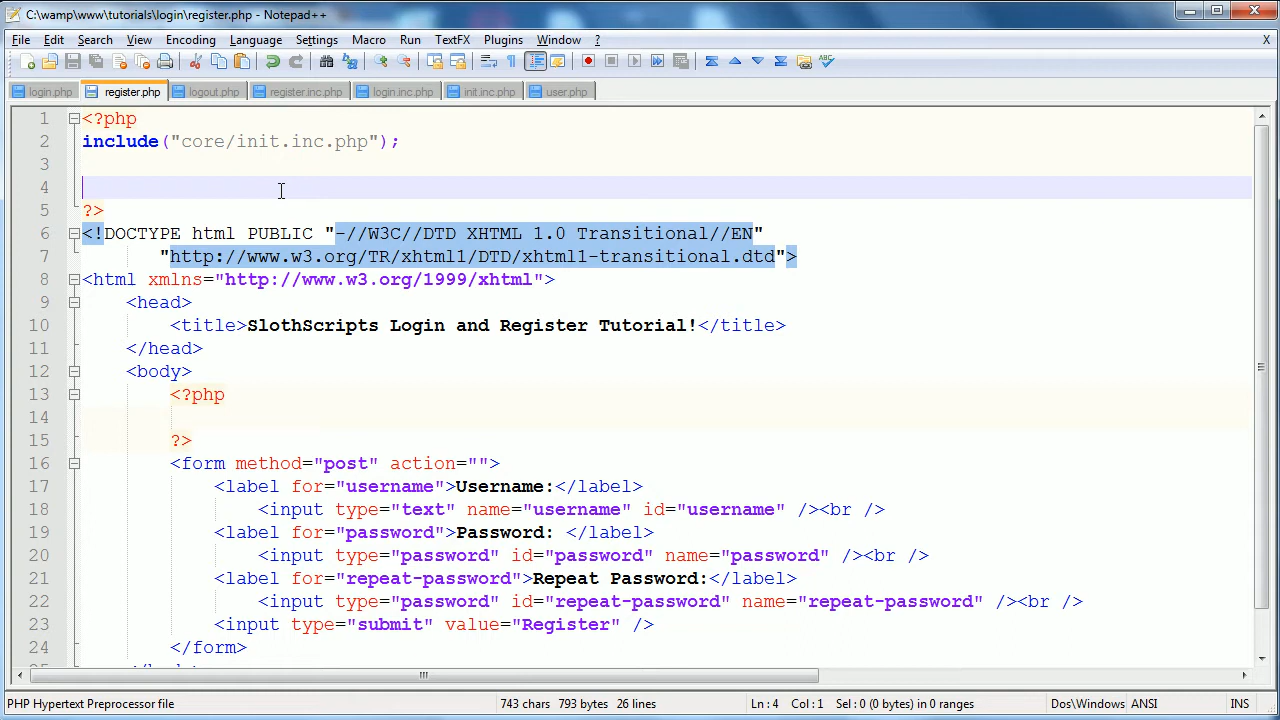 C:\wamp\www\tutorials\login\register.php - Notepad++
File Edit Search View Encoding Language Settings Macro Run TextFX Plugins Window ? X
login.php register.php logout.php register.inc.php login.inc.php init.inc.php user.php
1 <?php
2 include("core/init.inc.php");
3
4
5 ?>
6 <!DOCTYPE html PUBLIC "-//W3C//DTD XHTML 1.0 Transitional//EN"
7 "http://www.w3.org/TR/xhtml1/DTD/xhtml1-transitional.dtd">
8 <html xmlns="http://www.w3.org/1999/xhtml">
9 <head>
10 <title>SlothScripts Login and Register Tutorial!</title>
11 </head>
12 <body>
13 <?php
14
15 ?>
16 <form method="post" action="">
17 <label for="username">Username:</label>
18 <input type="text" name="username" id="username" /><br />
19 <label for="password">Password: </label>
20 <input type="password" id="password" name="password" /><br />
21 <label for="repeat-password">Repeat Password:</label>
22 <input type="password" id="repeat-password" name="repeat-password" /><br />
23 <input type="submit" value="Register" />
24 </form>
PHP Hypertext Preprocessor file 743 chars 793 bytes 26 lines Ln : 4 Col : 1 Sel : 0 (0 bytes) in 0 ranges Dos\Windows ANSI INS